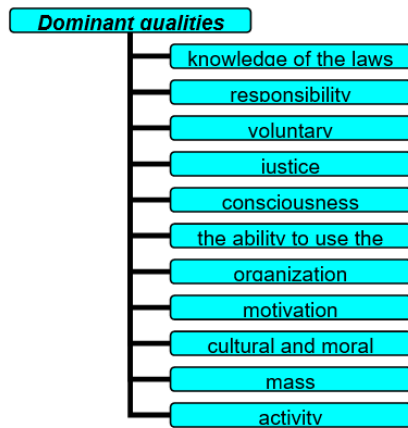 Dominant qualities
knowledge of the laws
responsibility
voluntary
justice
consciousness
the ability to use the
organization
motivation
cultural and moral
mass
activity